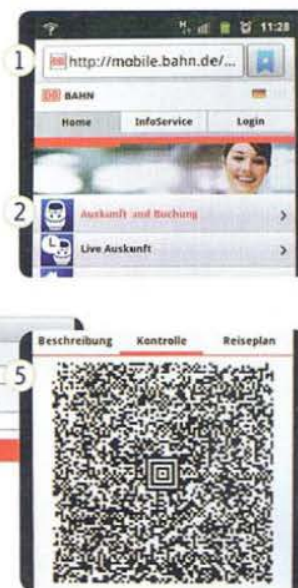 H 11:28
1 DB http://mobile.bahn.de/...
DB BAHN
Home InfoService Login
2 Auskunft und Buchung >
Live Auskunft >
5 Beschreibung Kontrolle Reiseplan